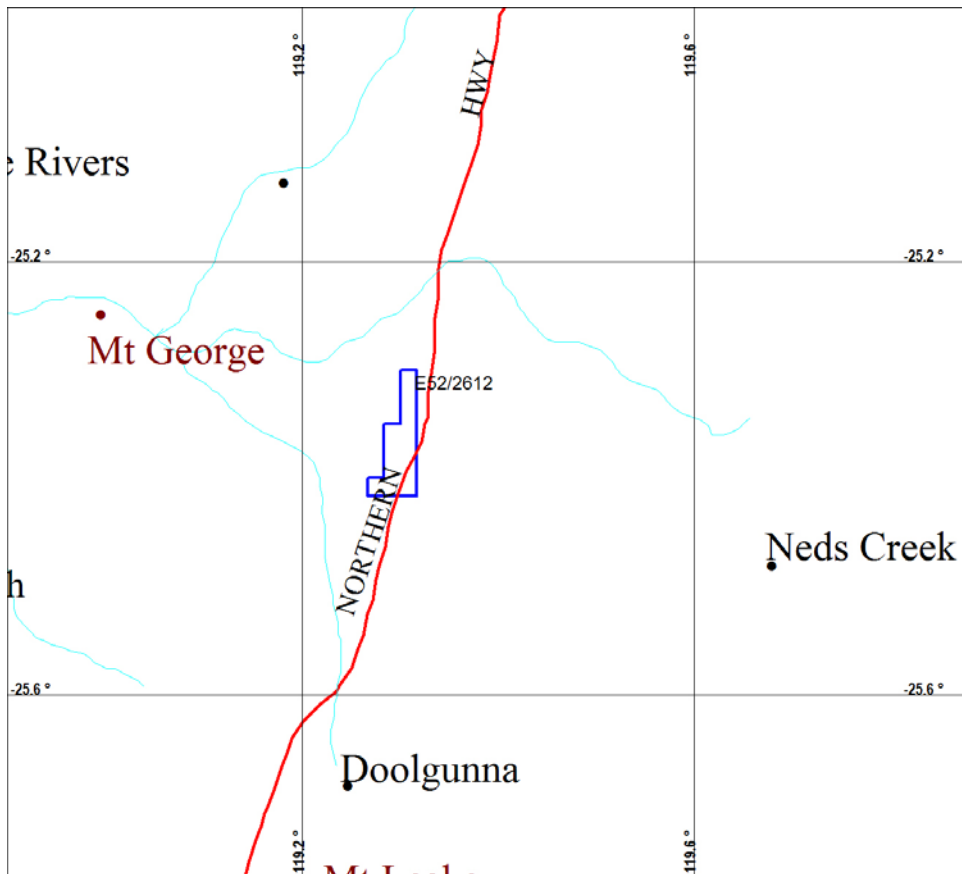 119.2 °
119.6 °
HWY
e Rivers
-25.2 °
-25.2 °
Mt George
E52/2612
NORTHERN
Neds Creek
h
-25.6 °
-25.6 °
Doolgunna
119.2 °
119.6 °
Mt